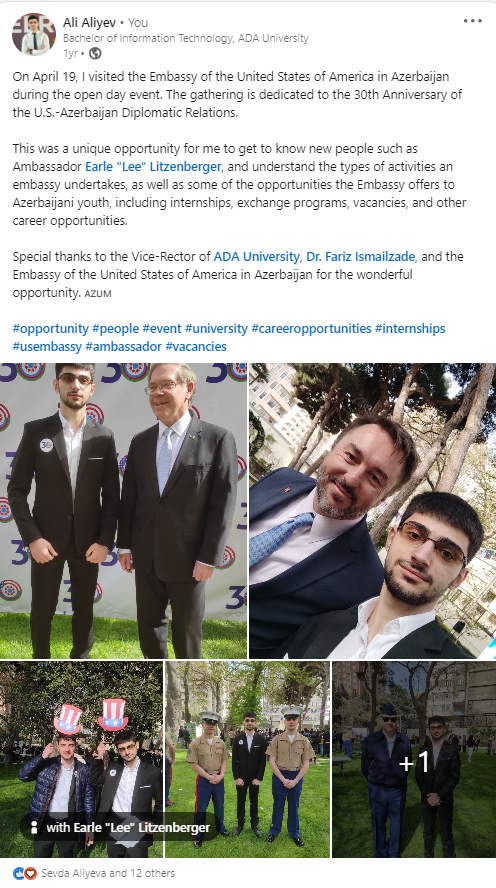 Ali Aliyev • You
Bachelor of Information Technology, ADA University
1yr •
On April 19, I visited the Embassy of the United States of America in Azerbaijan
during the open day event. The gathering is dedicated to the 30th Anniversary of
the U.S.-Azerbaijan Diplomatic Relations.
This was a unique opportunity for me to get to know new people such as
Ambassador Earle "Lee" Litzenberger, and understand the types of activities an
embassy undertakes, as well as some of the opportunities the Embassy offers to
Azerbaijani youth, including internships, exchange programs, vacancies, and other
career opportunities.
Special thanks to the Vice-Rector of ADA University, Dr. Fariz Ismailzade, and the
Embassy of the United States of America in Azerbaijan for the wonderful
opportunity. AZUM
#opportunity #people #event #university #careeropportunities #internships
#usembassy #ambassador #vacancies
30
+1
with Earle "Lee" Litzenberger
Sevda Aliyeva and 12 others